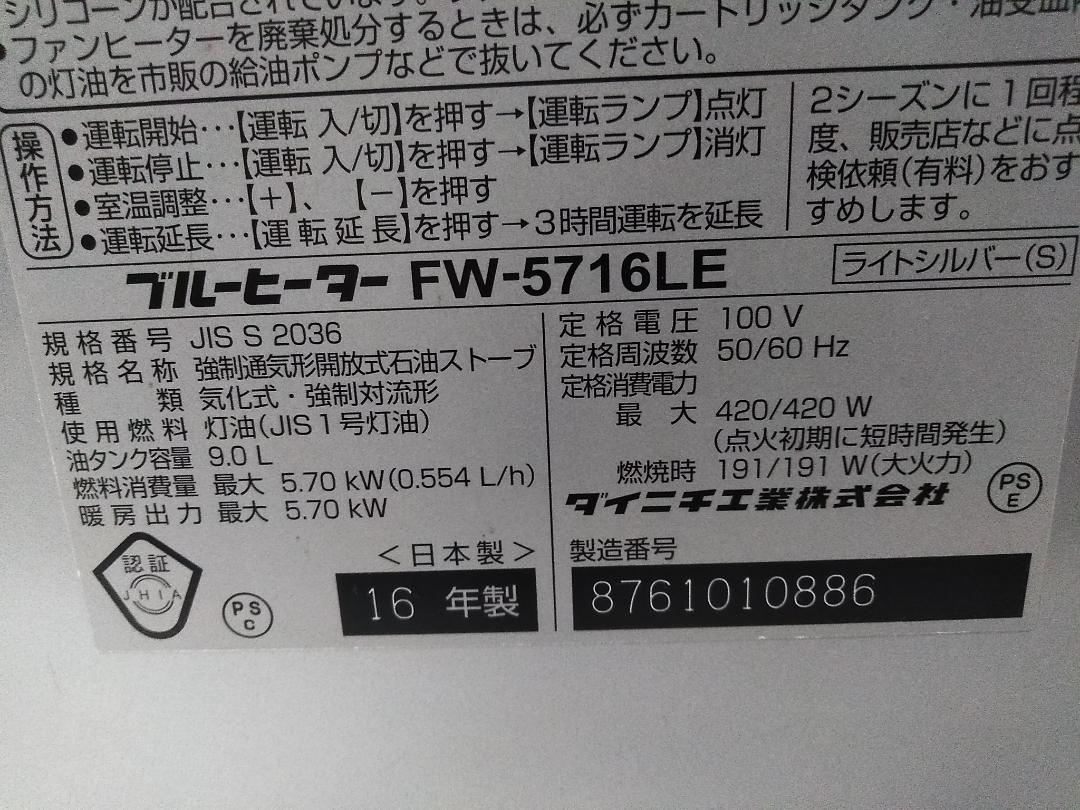 シリコーンが配合されています。
●ファンヒーターを廃棄処分するときは、必ずカートリッジタンク・油受皿内
の灯油を市販の給油ポンプなどで抜いてください。
操作方法
●運転開始…【運転 入/切】を押す→【運転ランプ】点灯
●運転停止…【運転 入/切】を押す→【運転ランプ】消灯
●室温調整…【+】、【−】を押す
●運転延長…【運転延長】を押す→3時間運転を延長
2シーズンに1回程
度、販売店などに点
検依頼(有料)をおす
すめします。
ブルーヒーター FW-5716LE
ライトシルバー(S)
規格番号 JIS S 2036
規格名称 強制通気形開放式石油ストーブ
種類 気化式・強制対流形
使用燃料 灯油(JIS1号灯油)
油タンク容量 9.0 L
燃料消費量 最大 5.70 kW(0.554 L/h)
暖房出力 最大 5.70 kW
認証
JHIA
PS
C
<日本製>
16 年製
定格電圧 100 V
定格周波数 50/60 Hz
定格消費電力
最大 420/420 W
(点火初期に短時間発生)
燃焼時 191/191 W(大火力)
ダイニチ工業株式会社
PS
E
製造番号
8761010886